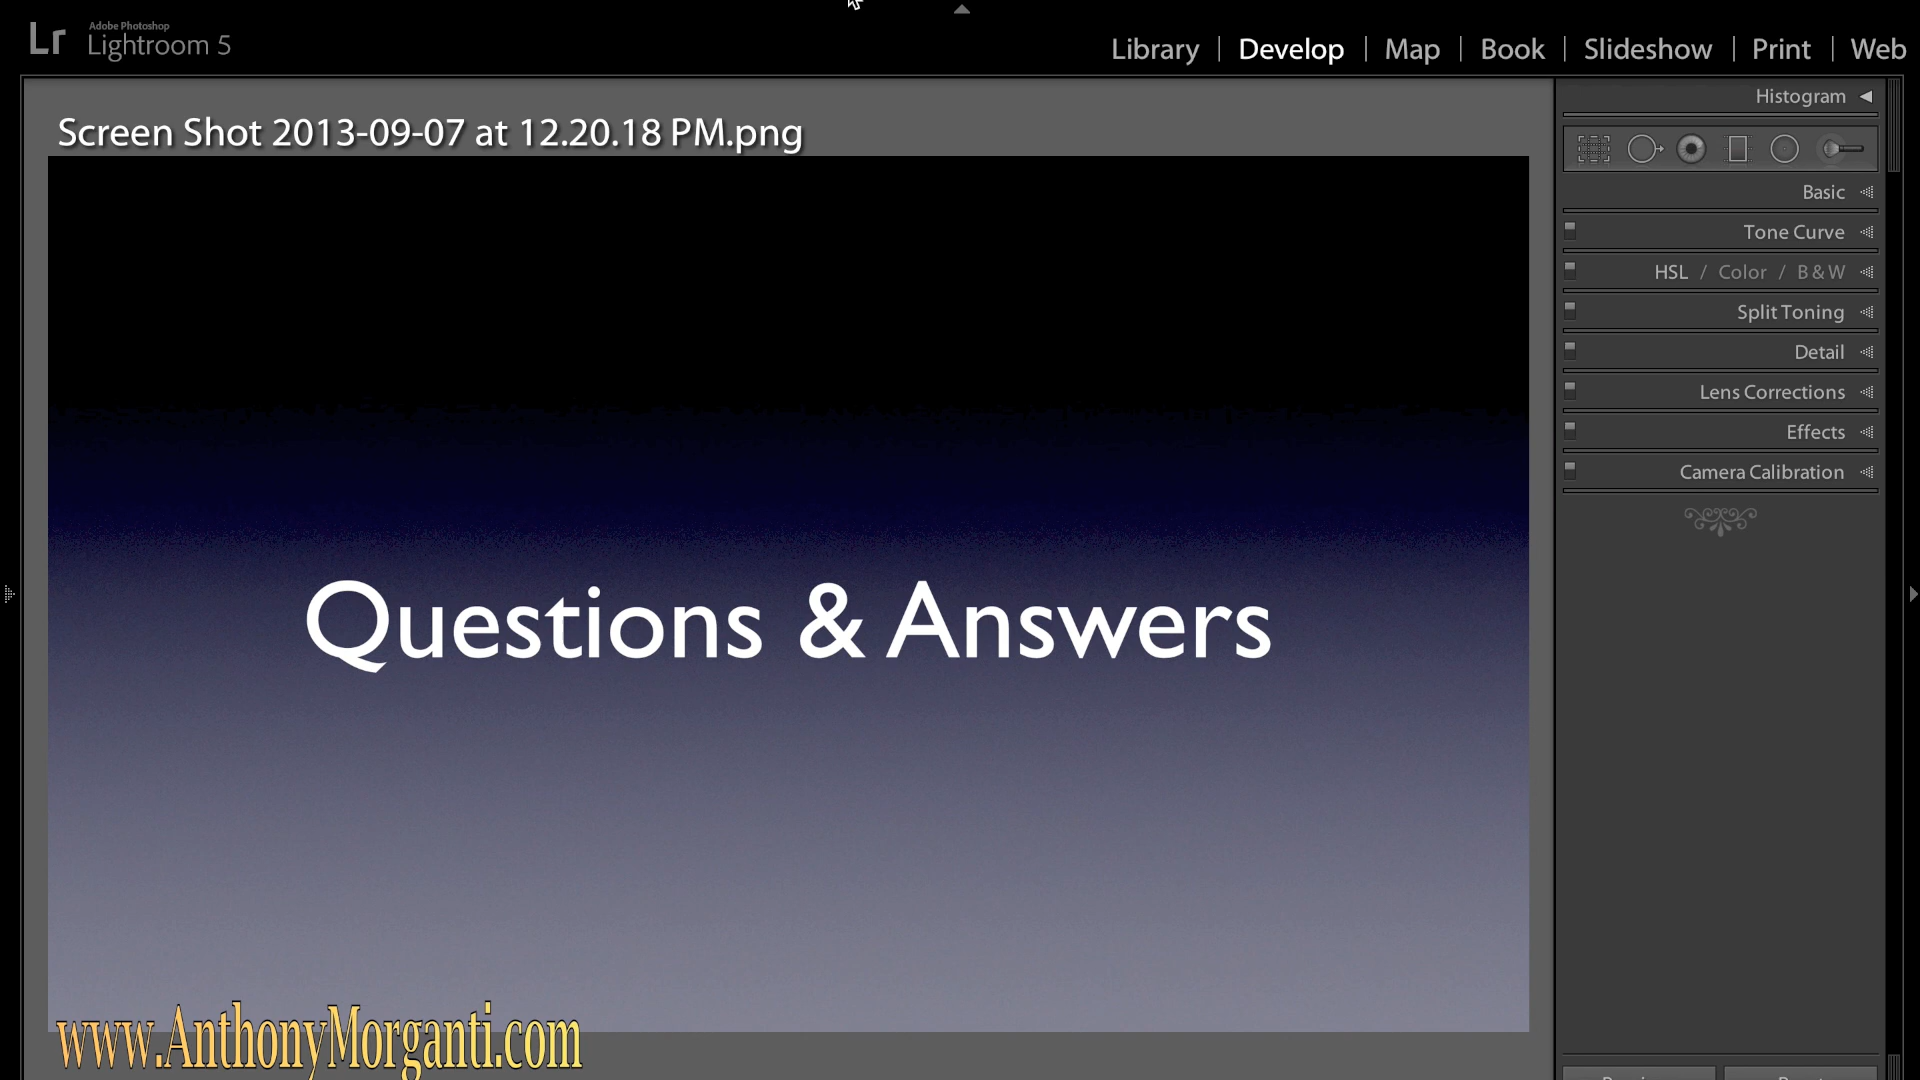 Lr
Adobe Photoshop
Lightroom 5
Library | Develop | Map | Book | Slideshow | Print | Web
Screen Shot 2013-09-07 at 12.20.18 PM.png
Histogram
Basic
Tone Curve
HSL / Color / B & W
Split Toning
Detail
Lens Corrections
Effects
Camera Calibration
Questions & Answers
www.AnthonyMorganti.com